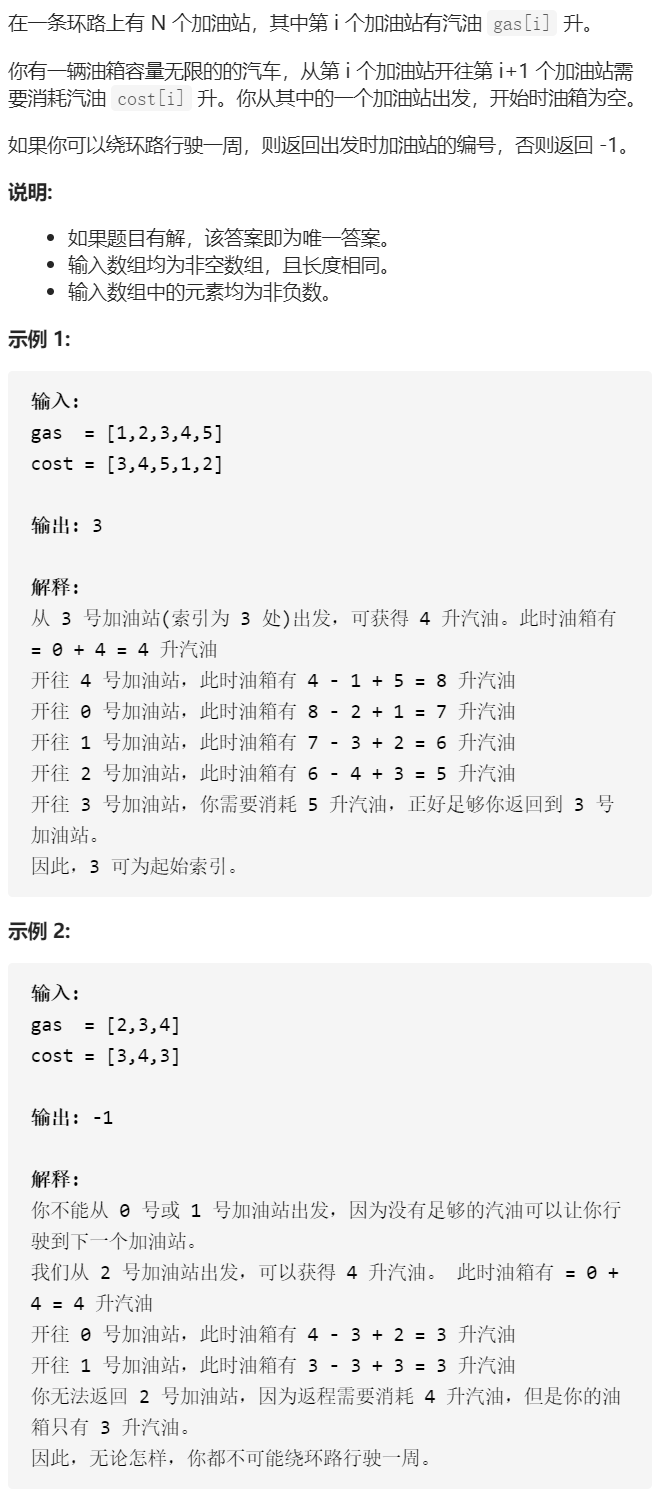 在一条环路上有 N 个加油站，其中第 i 个加油站有汽油 gas[i] 升。
你有一辆油箱容量无限的的汽车，从第 i 个加油站开往第 i+1 个加油站需
要消耗汽油 cost[i] 升。你从其中的一个加油站出发，开始时油箱为空。
如果你可以绕环路行驶一周，则返回出发时加油站的编号，否则返回 -1。
说明:
• 如果题目有解，该答案即为唯一答案。
• 输入数组均为非空数组，且长度相同。
• 输入数组中的元素均为非负数。
示例 1:
输入:
gas  = [1,2,3,4,5]
cost = [3,4,5,1,2]
输出: 3
解释:
从 3 号加油站(索引为 3 处)出发，可获得 4 升汽油。此时油箱有
= 0 + 4 = 4 升汽油
开往 4 号加油站，此时油箱有 4 - 1 + 5 = 8 升汽油
开往 0 号加油站，此时油箱有 8 - 2 + 1 = 7 升汽油
开往 1 号加油站，此时油箱有 7 - 3 + 2 = 6 升汽油
开往 2 号加油站，此时油箱有 6 - 4 + 3 = 5 升汽油
开往 3 号加油站，你需要消耗 5 升汽油，正好足够你返回到 3 号
加油站。
因此，3 可为起始索引。
示例 2:
输入:
gas  = [2,3,4]
cost = [3,4,3]
输出: -1
解释:
你不能从 0 号或 1 号加油站出发，因为没有足够的汽油可以让你行
驶到下一个加油站。
我们从 2 号加油站出发，可以获得 4 升汽油。 此时油箱有 = 0 +
4 = 4 升汽油
开往 0 号加油站，此时油箱有 4 - 3 + 2 = 3 升汽油
开往 1 号加油站，此时油箱有 3 - 3 + 3 = 3 升汽油
你无法返回 2 号加油站，因为返程需要消耗 4 升汽油，但是你的油
箱只有 3 升汽油。
因此，无论怎样，你都不可能绕环路行驶一周。